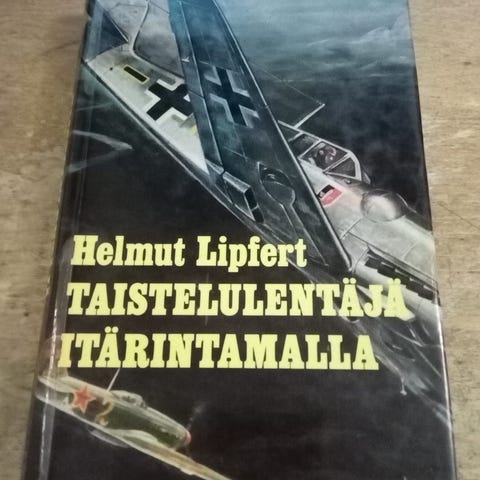 Helmut Lipfert
TAISTELULENTÄJÄ
ITÄRINTAMALLA